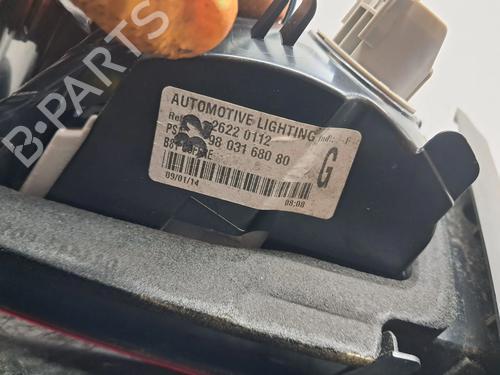 B-PARTS
AUTOMOTIVE LIGHTING
2622 0112
98 031 680 80
G
09/01/14
08:08